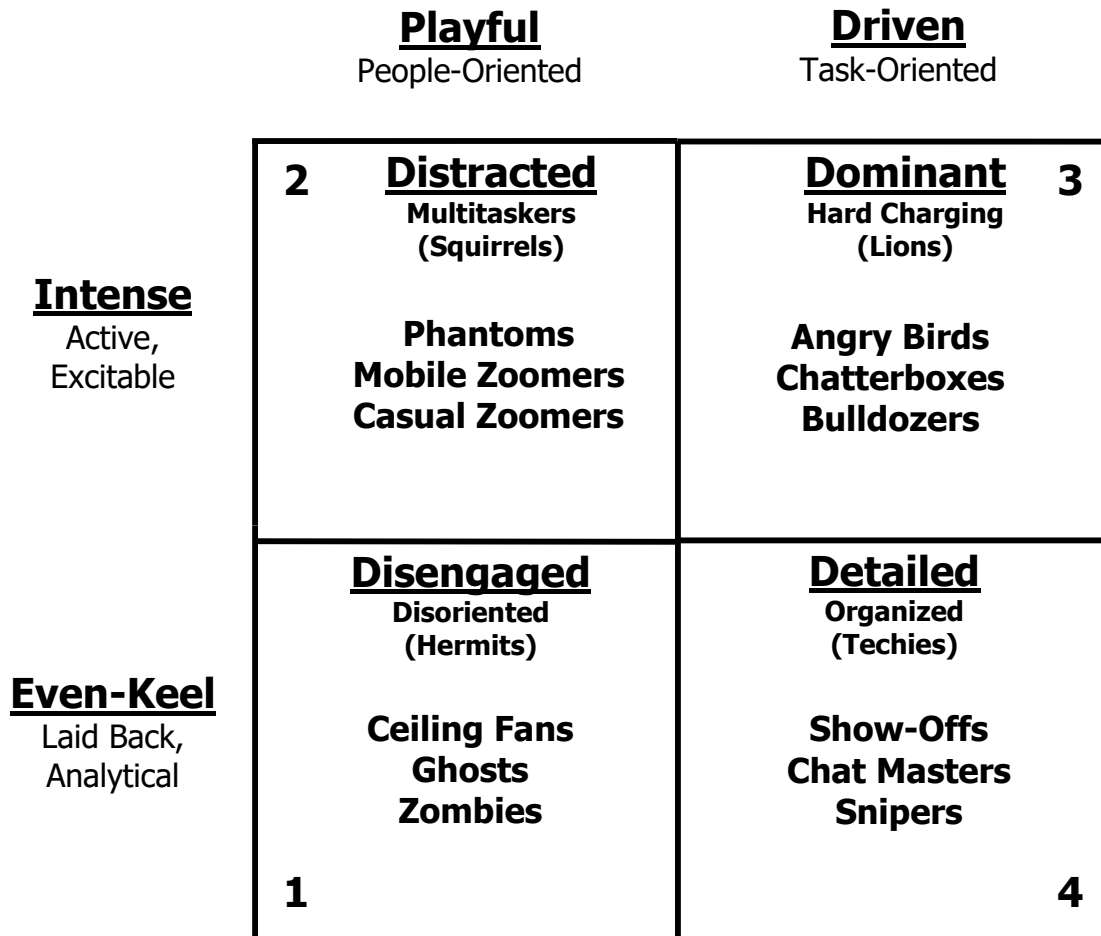 Playful
People-Oriented
Driven
Task-Oriented
Intense
Active,
Excitable
2
Distracted
Multitaskers
(Squirrels)
Phantoms
Mobile Zoomers
Casual Zoomers
Dominant
3
Hard Charging
(Lions)
Angry Birds
Chatterboxes
Bulldozers
Even-Keel
Laid Back,
Analytical
Disengaged
Disoriented
(Hermits)
Ceiling Fans
Ghosts
Zombies
1
Detailed
Organized
(Techies)
Show-Offs
Chat Masters
Snipers
4